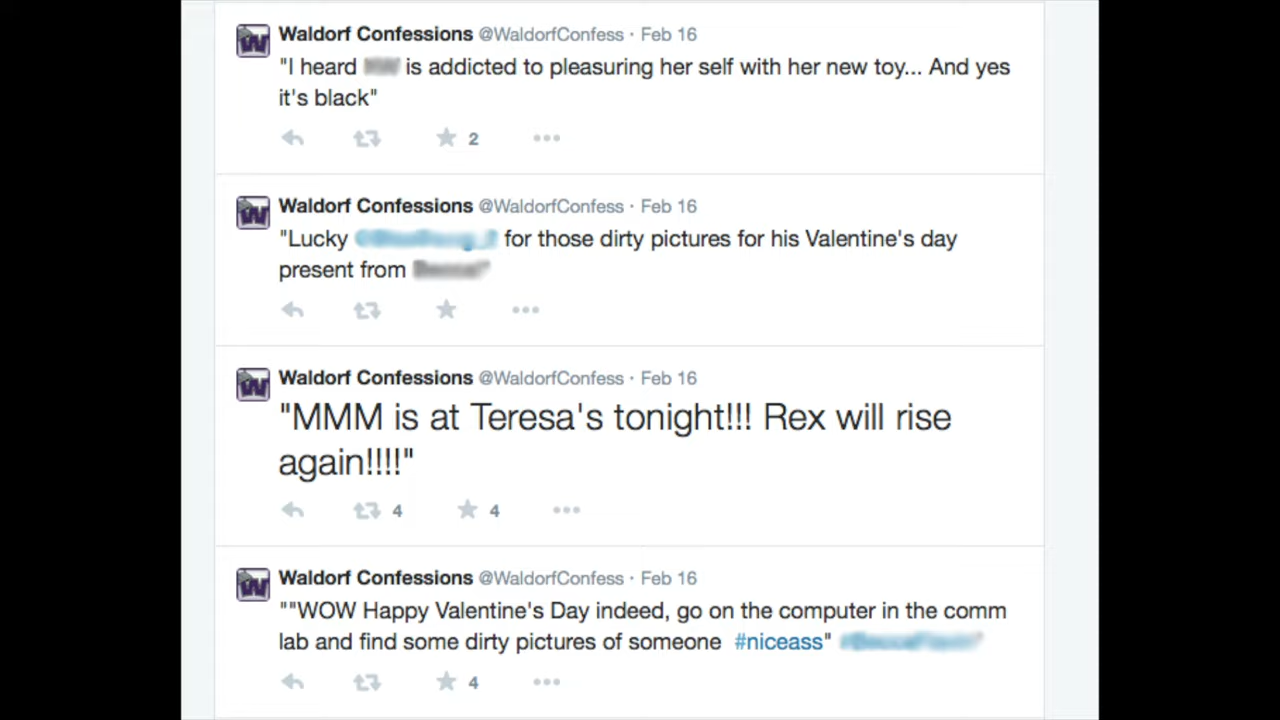 Waldorf Confessions @WaldorfConfess · Feb 16
"I heard is addicted to pleasuring her self with her new toy... And yes
it's black"
2
Waldorf Confessions @WaldorfConfess · Feb 16
"Lucky for those dirty pictures for his Valentine's day
present from
Waldorf Confessions @WaldorfConfess · Feb 16
"MMM is at Teresa's tonight!!! Rex will rise
again!!!!"
4 4
Waldorf Confessions @WaldorfConfess · Feb 16
""WOW Happy Valentine's Day indeed, go on the computer in the comm
lab and find some dirty pictures of someone #niceass"
4